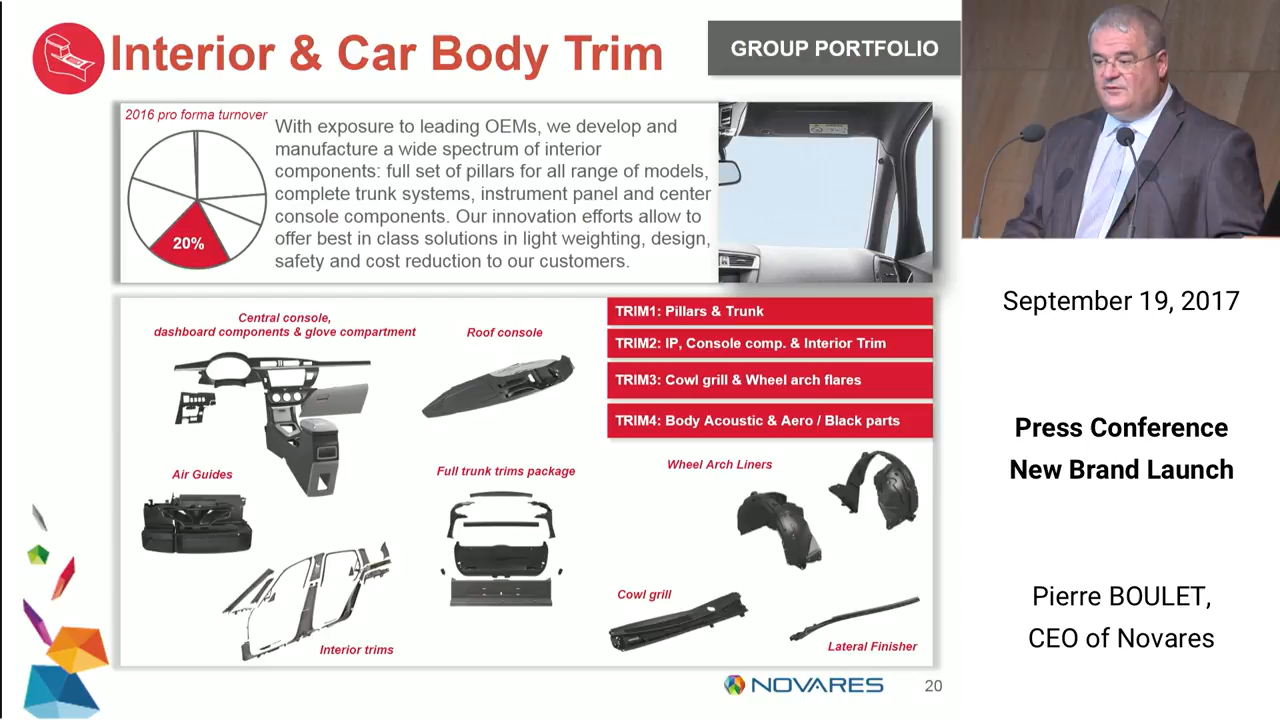 Interior & Car Body Trim
GROUP PORTFOLIO
2016 pro forma turnover
20%
With exposure to leading OEMs, we develop and
manufacture a wide spectrum of interior
components: full set of pillars for all range of models,
complete trunk systems, instrument panel and center
console components. Our innovation efforts allow to
offer best in class solutions in light weighting, design,
safety and cost reduction to our customers.
Central console,
dashboard components & glove compartment
Roof console
TRIM1: Pillars & Trunk
TRIM2: IP, Console comp. & Interior Trim
TRIM3: Cowl grill & Wheel arch flares
TRIM4: Body Acoustic & Aero / Black parts
Air Guides
Full trunk trims package
Wheel Arch Liners
Interior trims
Cowl grill
Lateral Finisher
NOVARES
20
September 19, 2017
Press Conference
New Brand Launch
Pierre BOULET,
CEO of Novares